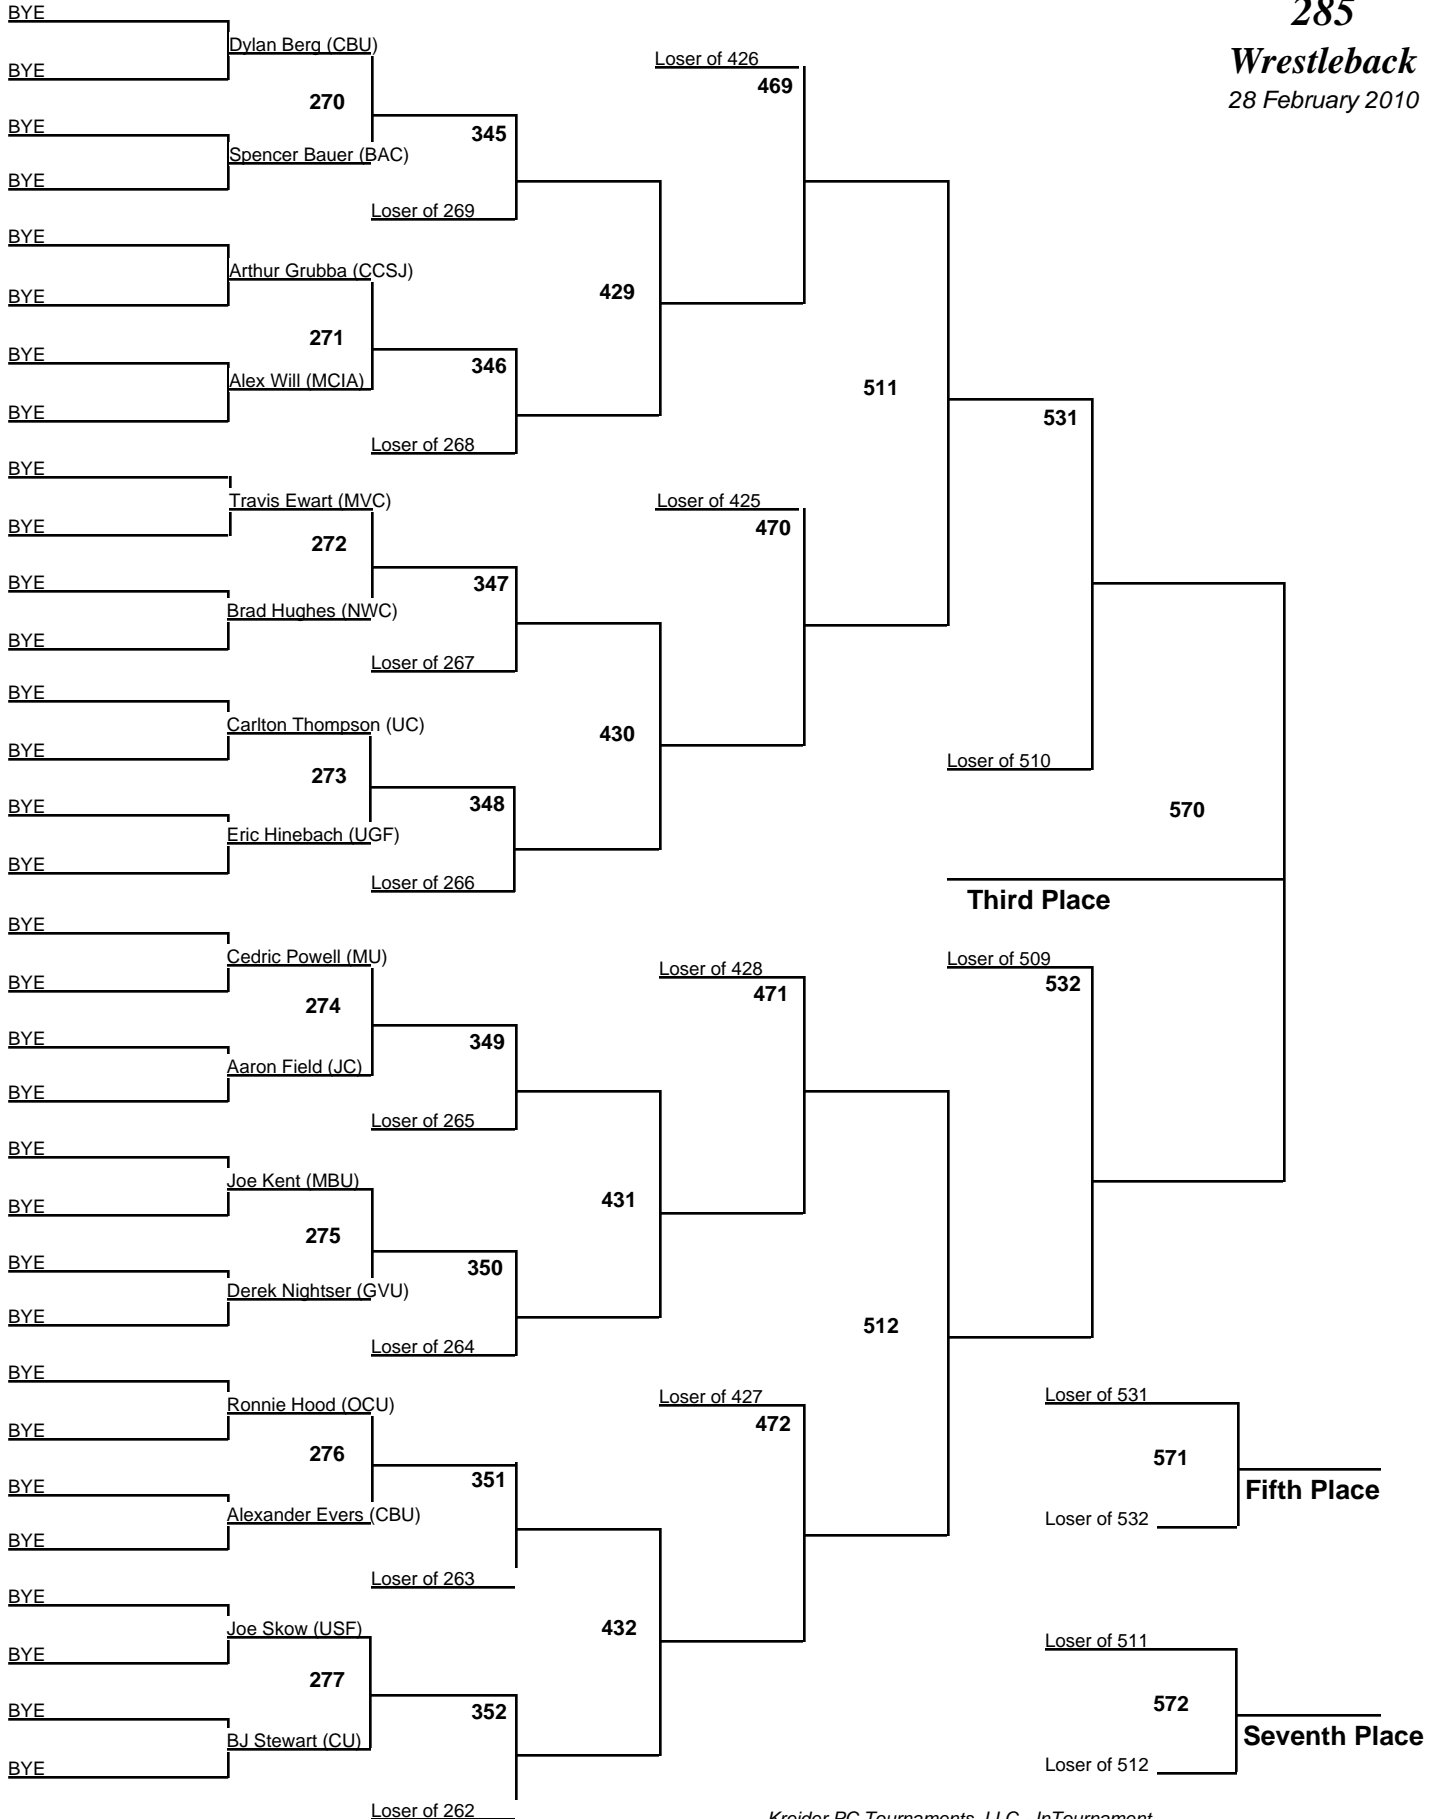 BYE
285
Dylan Berg (CBU)
Loser of 426
Wrestleback
BYE
469
28 February 2010
270
BYE
345
Spencer Bauer (BAC)
BYE
Loser of 269
BYE
Arthur Grubba (CCSJ)
BYE
429
271
BYE
346
Alex Will (MCIA)
511
BYE
531
Loser of 268
BYE
Travis Ewart (MVC)
Loser of 425
BYE
470
272
BYE
347
Brad Hughes (NWC)
BYE
Loser of 267
BYE
Carlton Thompson (UC)
430
BYE
Loser of 510
273
348
BYE
570
Eric Hinebach (UGF)
BYE
Loser of 266
Third Place
BYE
Cedric Powell (MU)
Loser of 428
Loser of 509
BYE
471
532
274
BYE
349
Aaron Field (JC)
BYE
Loser of 265
BYE
Joe Kent (MBU)
BYE
431
275
BYE
350
Derek Nightser (GVU)
BYE
512
Loser of 264
BYE
Ronnie Hood (OCU)
Loser of 427
Loser of 531
BYE
472
276
571
BYE
351
Fifth Place
Alexander Evers (CBU)
Loser of 532
BYE
Loser of 263
BYE
Joe Skow (USF)
432
BYE
Loser of 511
277
BYE
352
572
BJ Stewart (CU)
Seventh Place
BYE
Loser of 512
Loser of 262
Kreider PC Tournaments, LLC - InTournament